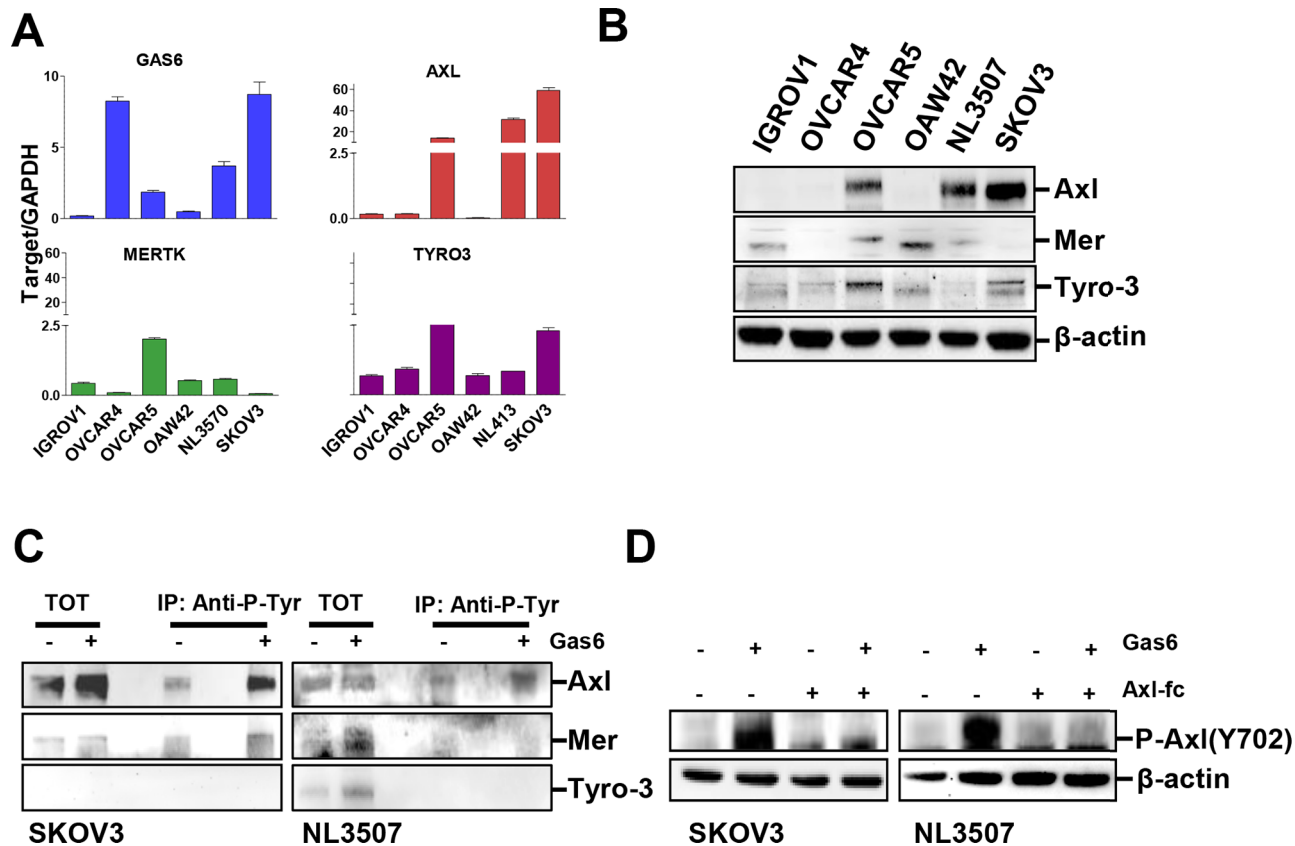 A
GAS6
10
5
0
AXL
60
40
20
2.5
0.0
Target/GAPDH
MERTK
60
40
20
2.5
0.0
IGROV1
OVCAR4
OVCAR5
OAW42
NL3570
SKOV3
TYRO3
IGROV1
OVCAR4
OVCAR5
OAW42
NL413
SKOV3
B
IGROV1
OVCAR4
OVCAR5
OAW42
NL3507
SKOV3
Axl
Mer
Tyro-3
β-actin
C
TOT IP: Anti-P-Tyr TOT IP: Anti-P-Tyr
- + - + - + - + Gas6
Axl
Mer
Tyro-3
SKOV3 NL3507
D
- + - + - + - + Gas6
- - + + - - + + Axl-fc
P-Axl(Y702)
β-actin
SKOV3 NL3507